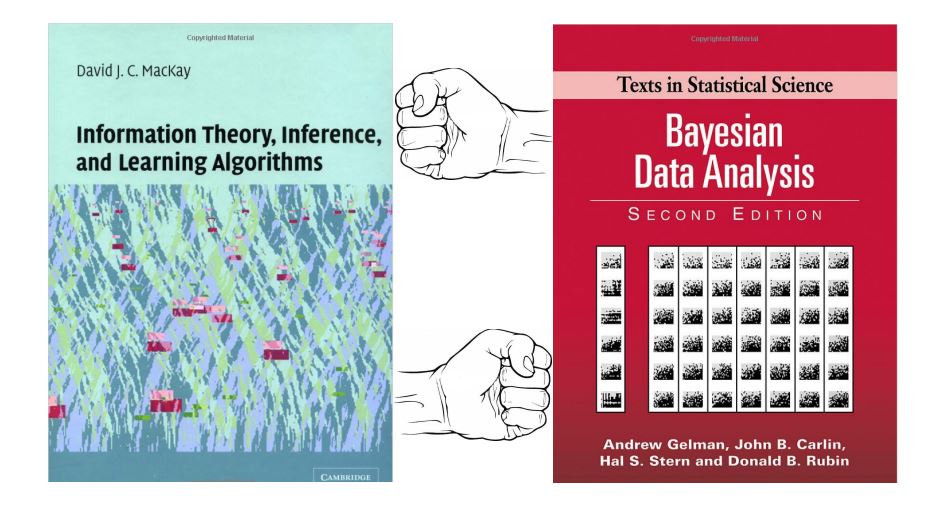 Copyrighted Material
David J. C. MacKay
Information Theory, Inference,
and Learning Algorithms
CAMBRIDGE
Copyrighted Material
Texts in Statistical Science
Bayesian
Data Analysis
SECOND EDITION
Andrew Gelman, John B. Carlin,
Hal S. Stern and Donald B. Rubin